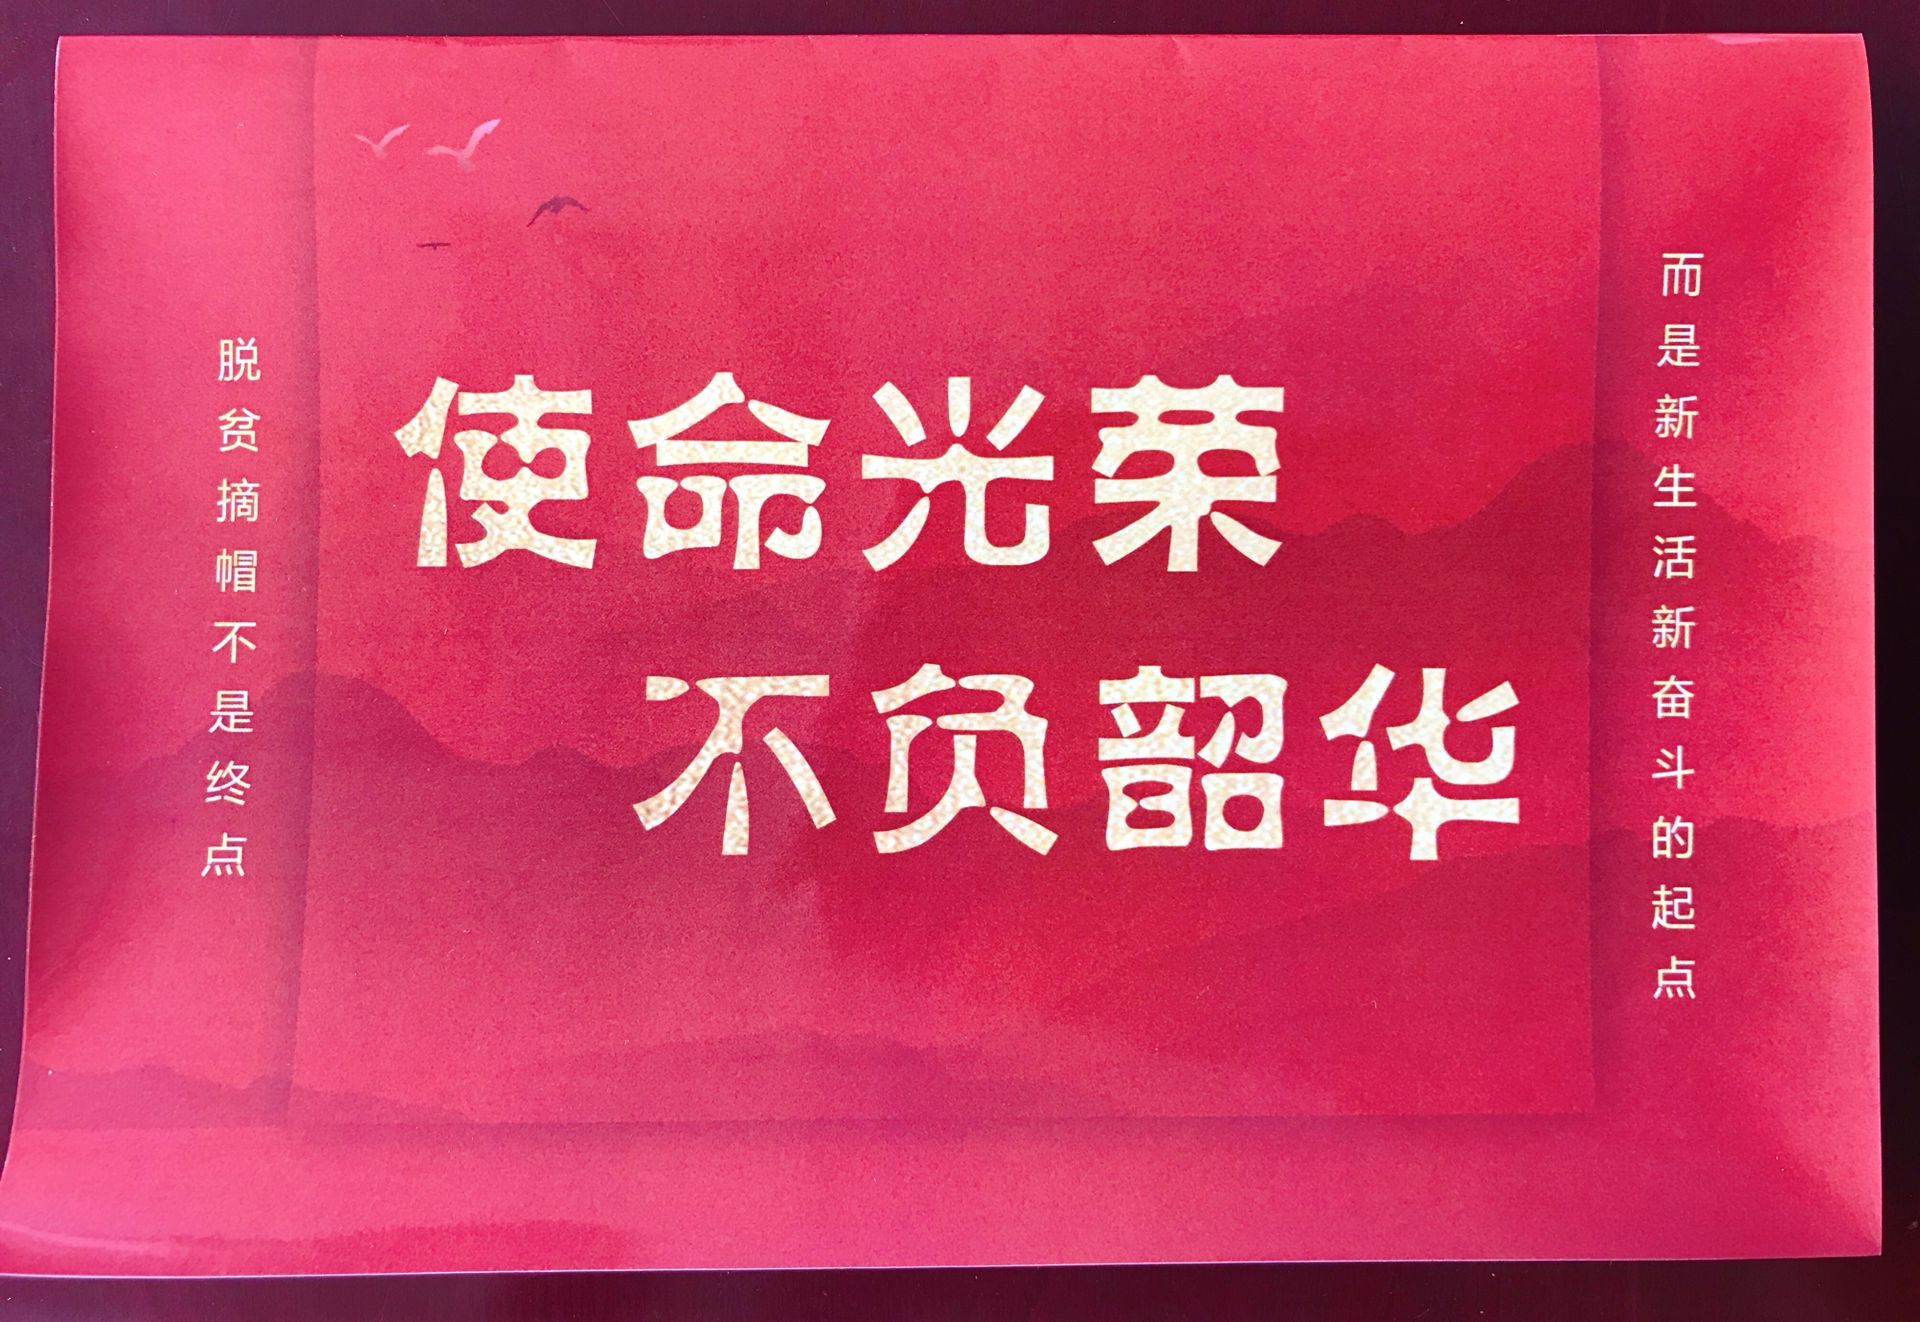 使命光荣
不负韶华
脱贫摘帽不是终点
而是新生活新奋斗的起点